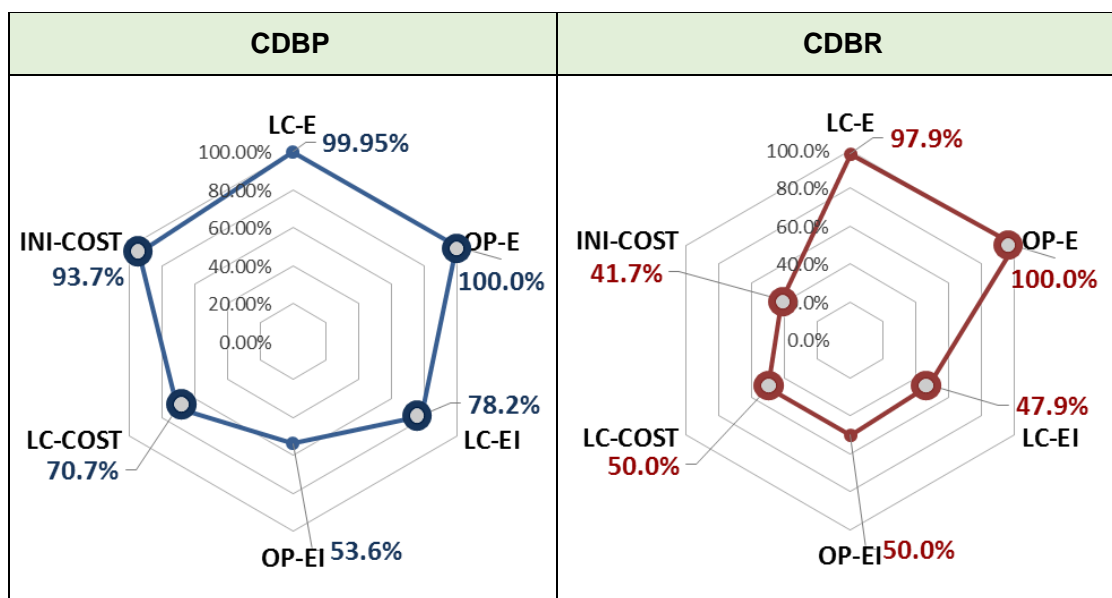 CDBP
CDBR
LC-E
99.95%
100.00%
80.00%
60.00%
40.00%
20.00%
0.00%
INI-COST
93.7%
OP-E
100.0%
78.2%
LC-EI
LC-COST
70.7%
OP-EI
53.6%
LC-E
97.9%
100.0%
80.0%
60.0%
40.0%
.0%
0.0%
INI-COST
41.7%
OP-E
100.0%
47.9%
LC-EI
LC-COST
50.0%
OP-EI
50.0%